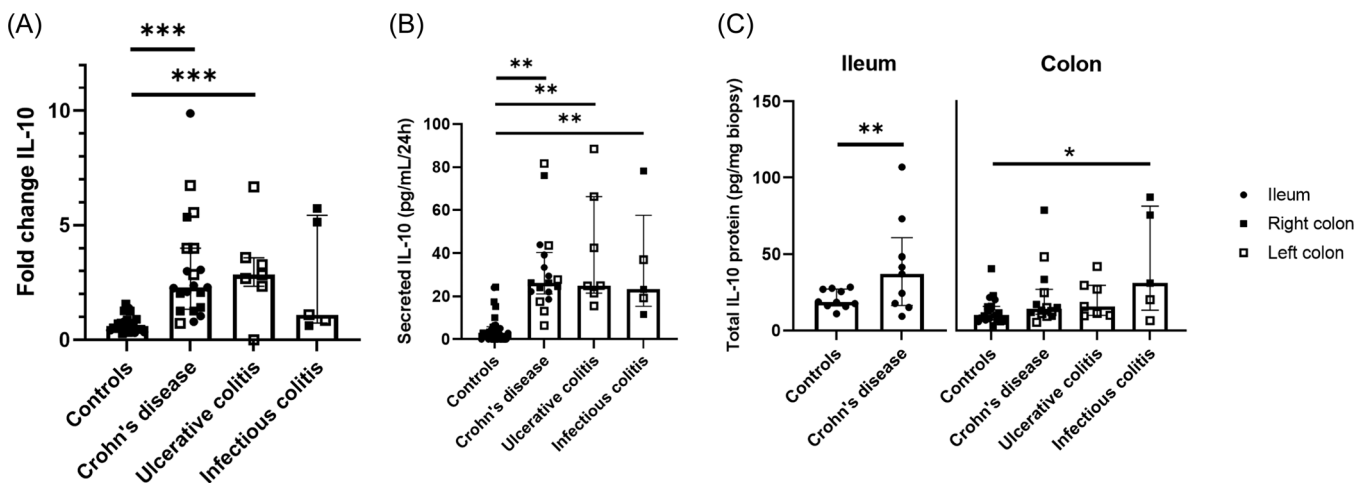 (A)
***
***
Fold change IL-10
10
5
0
Controls
Crohn's disease
Ulcerative colitis
Infectious colitis
(B)
**
**
**
Secreted IL-10 (pg/mL/24h)
100
80
60
40
20
0
Controls
Crohn's disease
Ulcerative colitis
Infectious colitis
(C)
Ileum
Colon
Total IL-10 protein (pg/mg biopsy)
150
100
50
0
**
*
Controls
Crohn's disease
Controls
Crohn's disease
Ulcerative colitis
Infectious colitis
Ileum
Right colon
Left colon